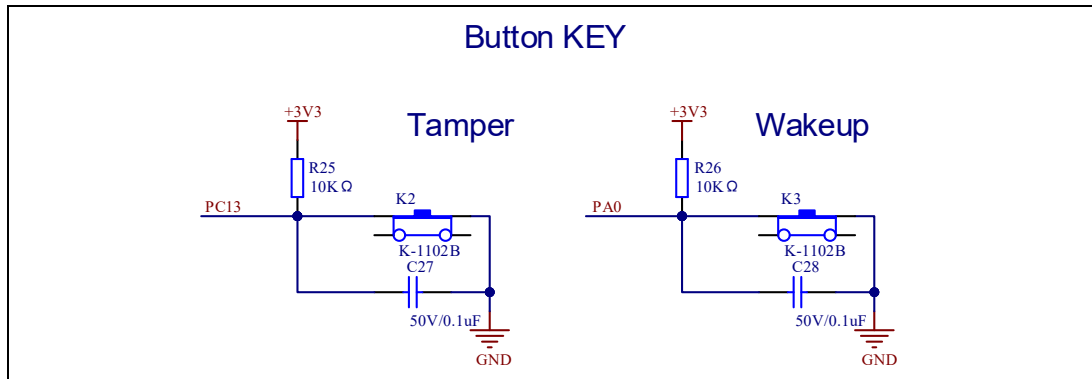 Button KEY
+3V3
Tamper
R25
10KΩ
K2
PC13
K-1102B
C27
50V/0.1uF
GND
+3V3
Wakeup
R26
10KΩ
K3
PA0
K-1102B
C28
50V/0.1uF
GND